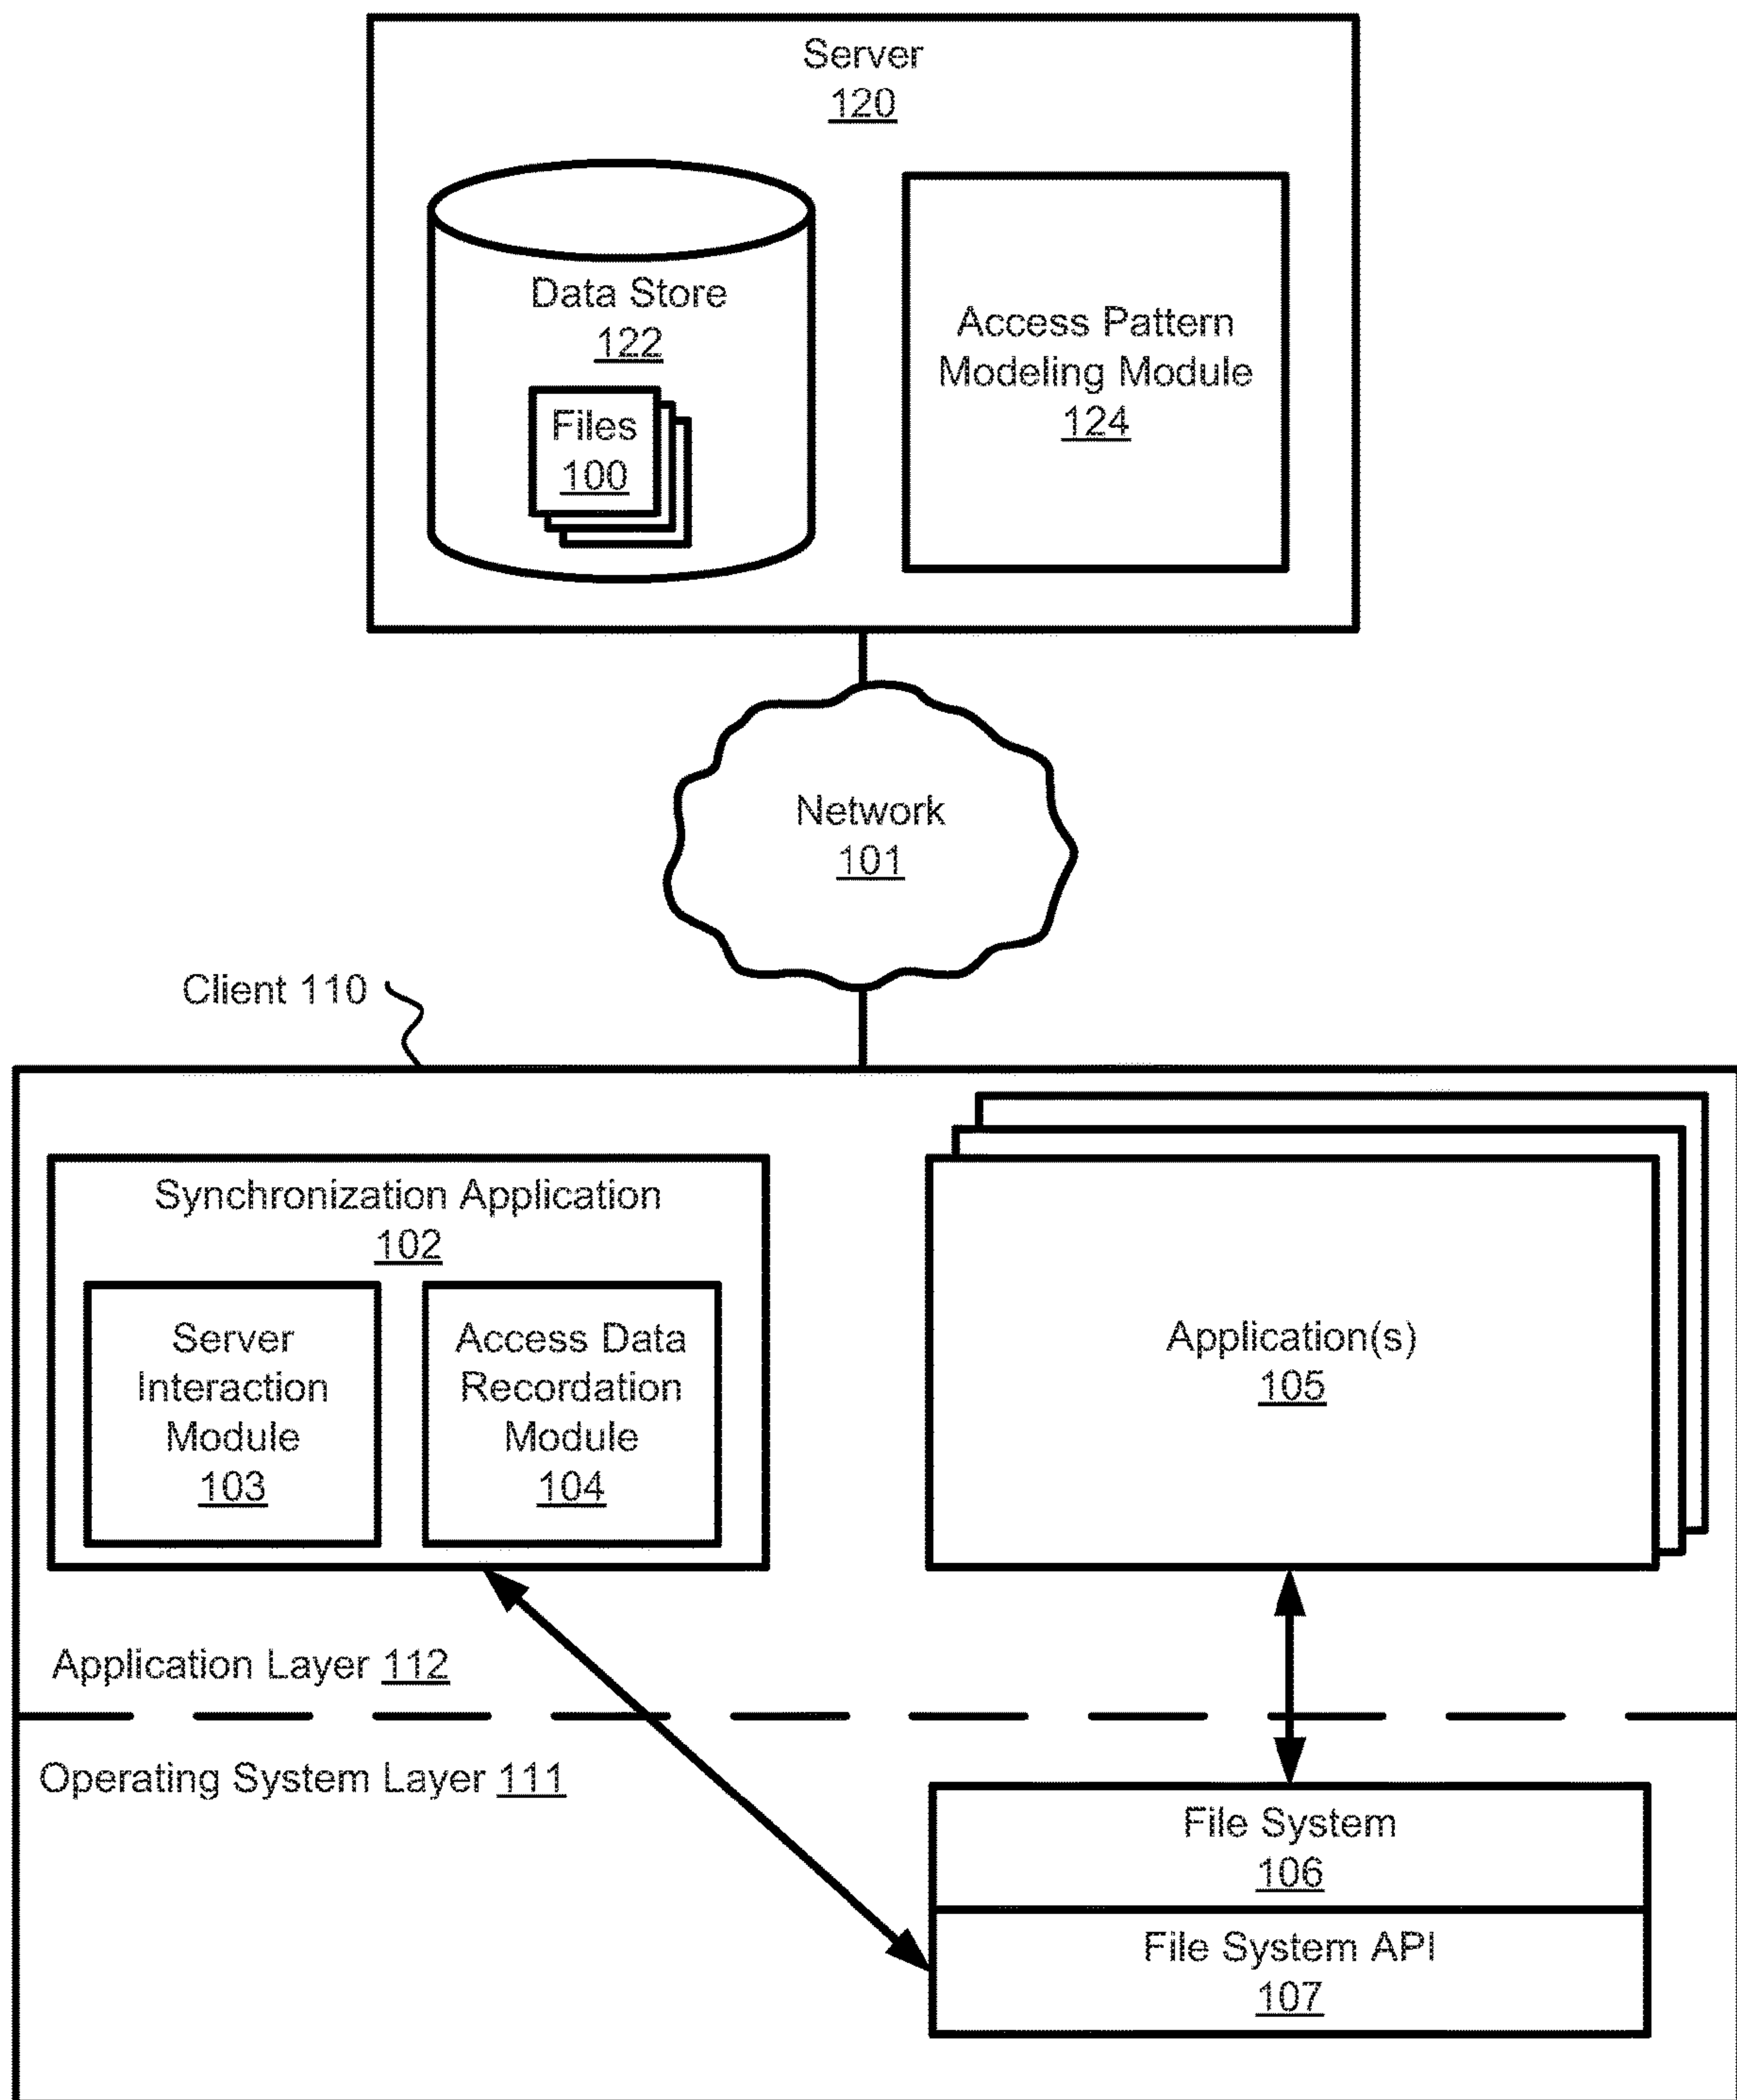 Server
120
Data Store
122
Files
100
Access Pattern
Modeling Module
124
Network
101
Client 110
Synchronization Application
102
Server
Interaction
Module
103
Access Data
Recordation
Module
104
Application(s)
105
Application Layer 112
Operating System Layer 111
File System
106
File System API
107